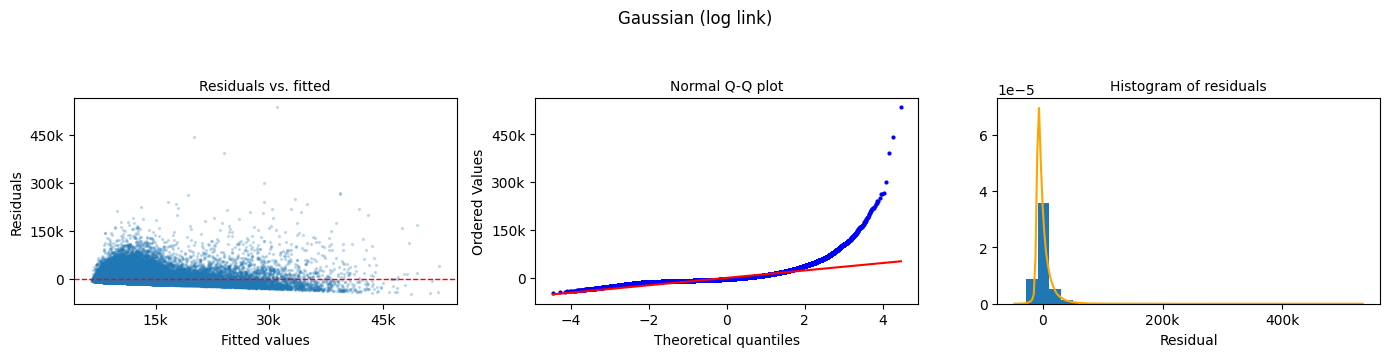 Gaussian (log link)
Residuals vs. fitted
Residuals
450k
300k
150k
0
15k
30k
45k
Fitted values
Normal Q-Q plot
Ordered Values
450k
300k
150k
0
−4
−2
0
2
4
Theoretical quantiles
Histogram of residuals
1e−5
6
4
2
0
0
200k
400k
Residual